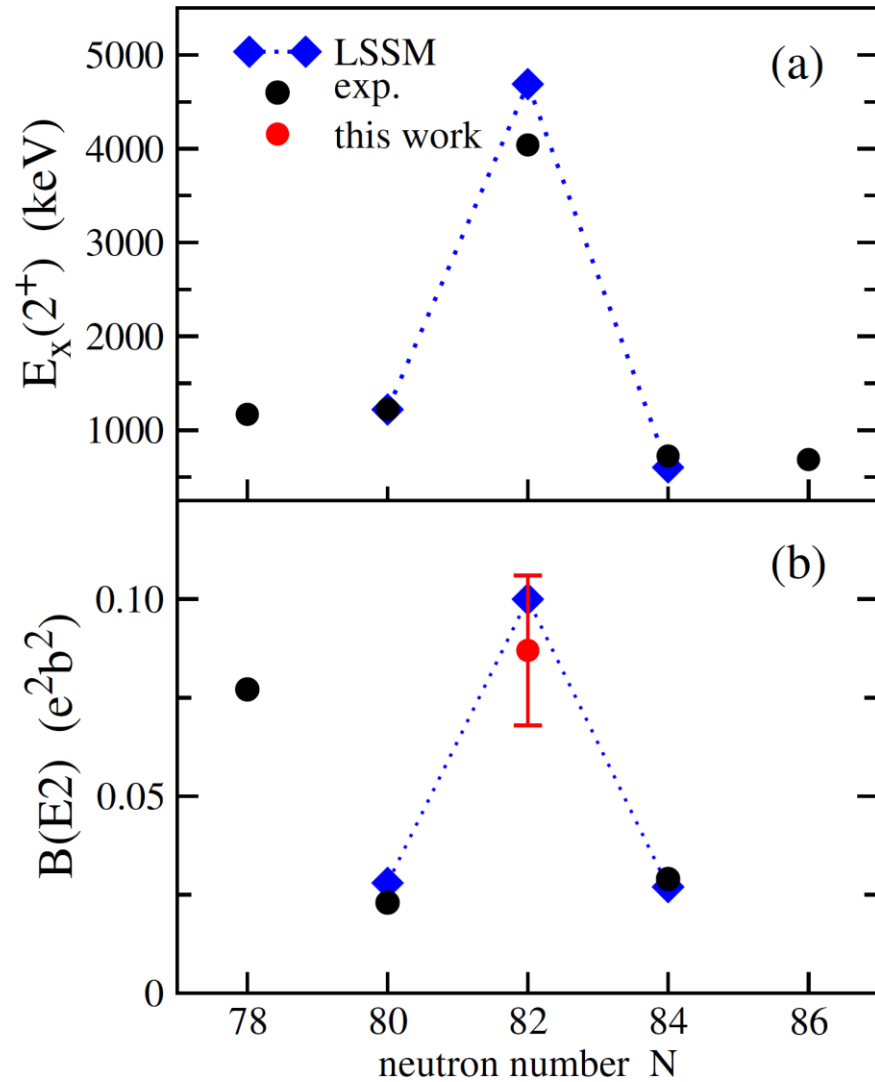 LSSM
exp.
this work
(a)
5000
4000
3000
2000
1000
E_x(2⁺) (keV)
(b)
0.10
0.05
0
B(E2) (e²b²)
78 80 82 84 86
neutron number N